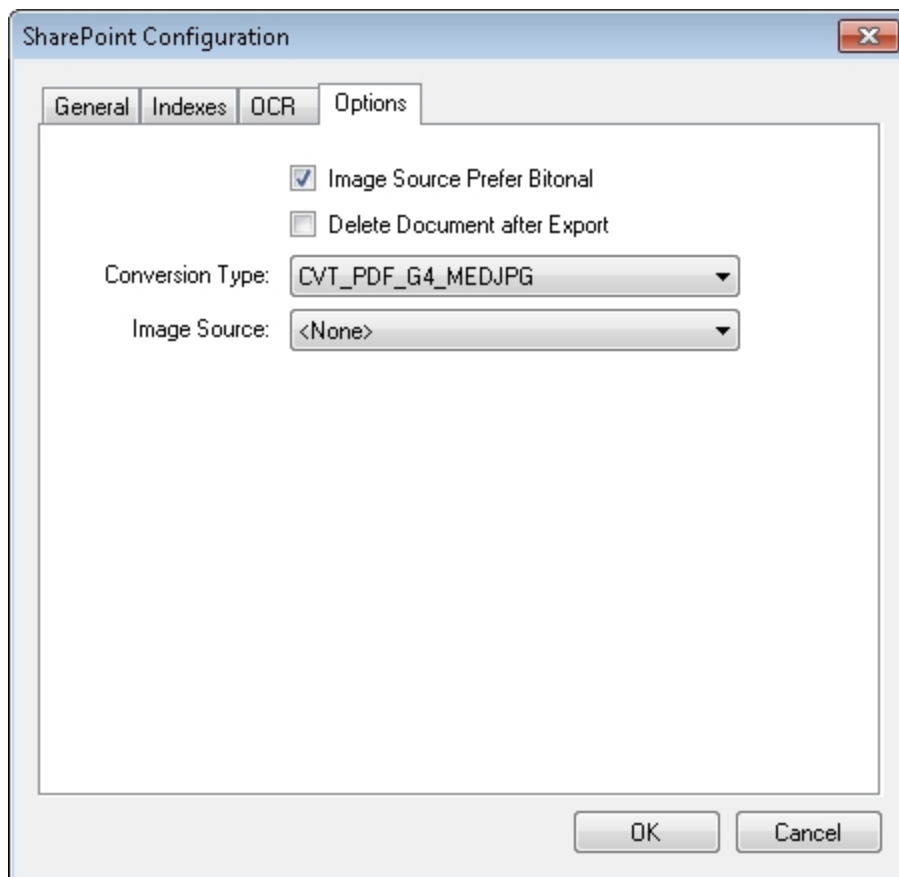 SharePoint Configuration
General Indexes OCR Options
Image Source Prefer Bitonal
Delete Document after Export
Conversion Type: CVT_PDF_G4_MEDJPG
Image Source: <None>
OK Cancel